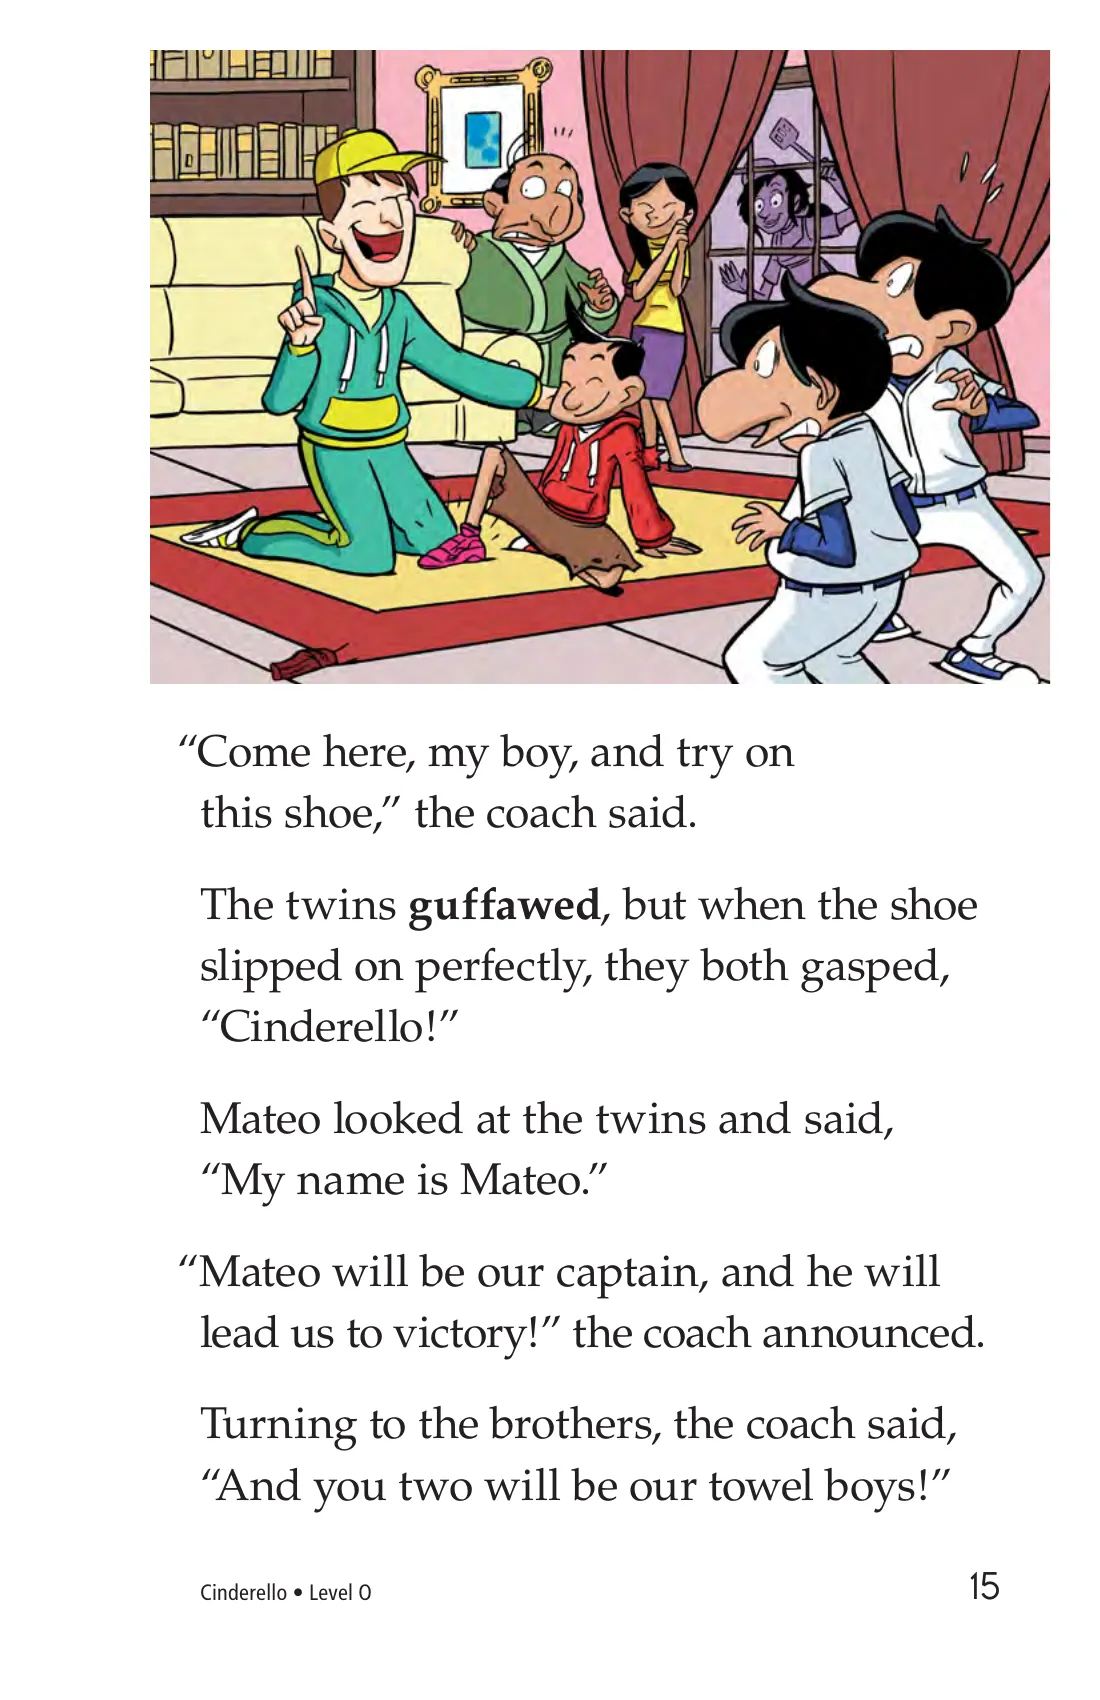 “Come here, my boy, and try on
this shoe,” the coach said.
The twins guffawed, but when the shoe
slipped on perfectly, they both gasped,
“Cinderello!”
Mateo looked at the twins and said,
“My name is Mateo.”
“Mateo will be our captain, and he will
lead us to victory!” the coach announced.
Turning to the brothers, the coach said,
“And you two will be our towel boys!”
Cinderello • Level O
15